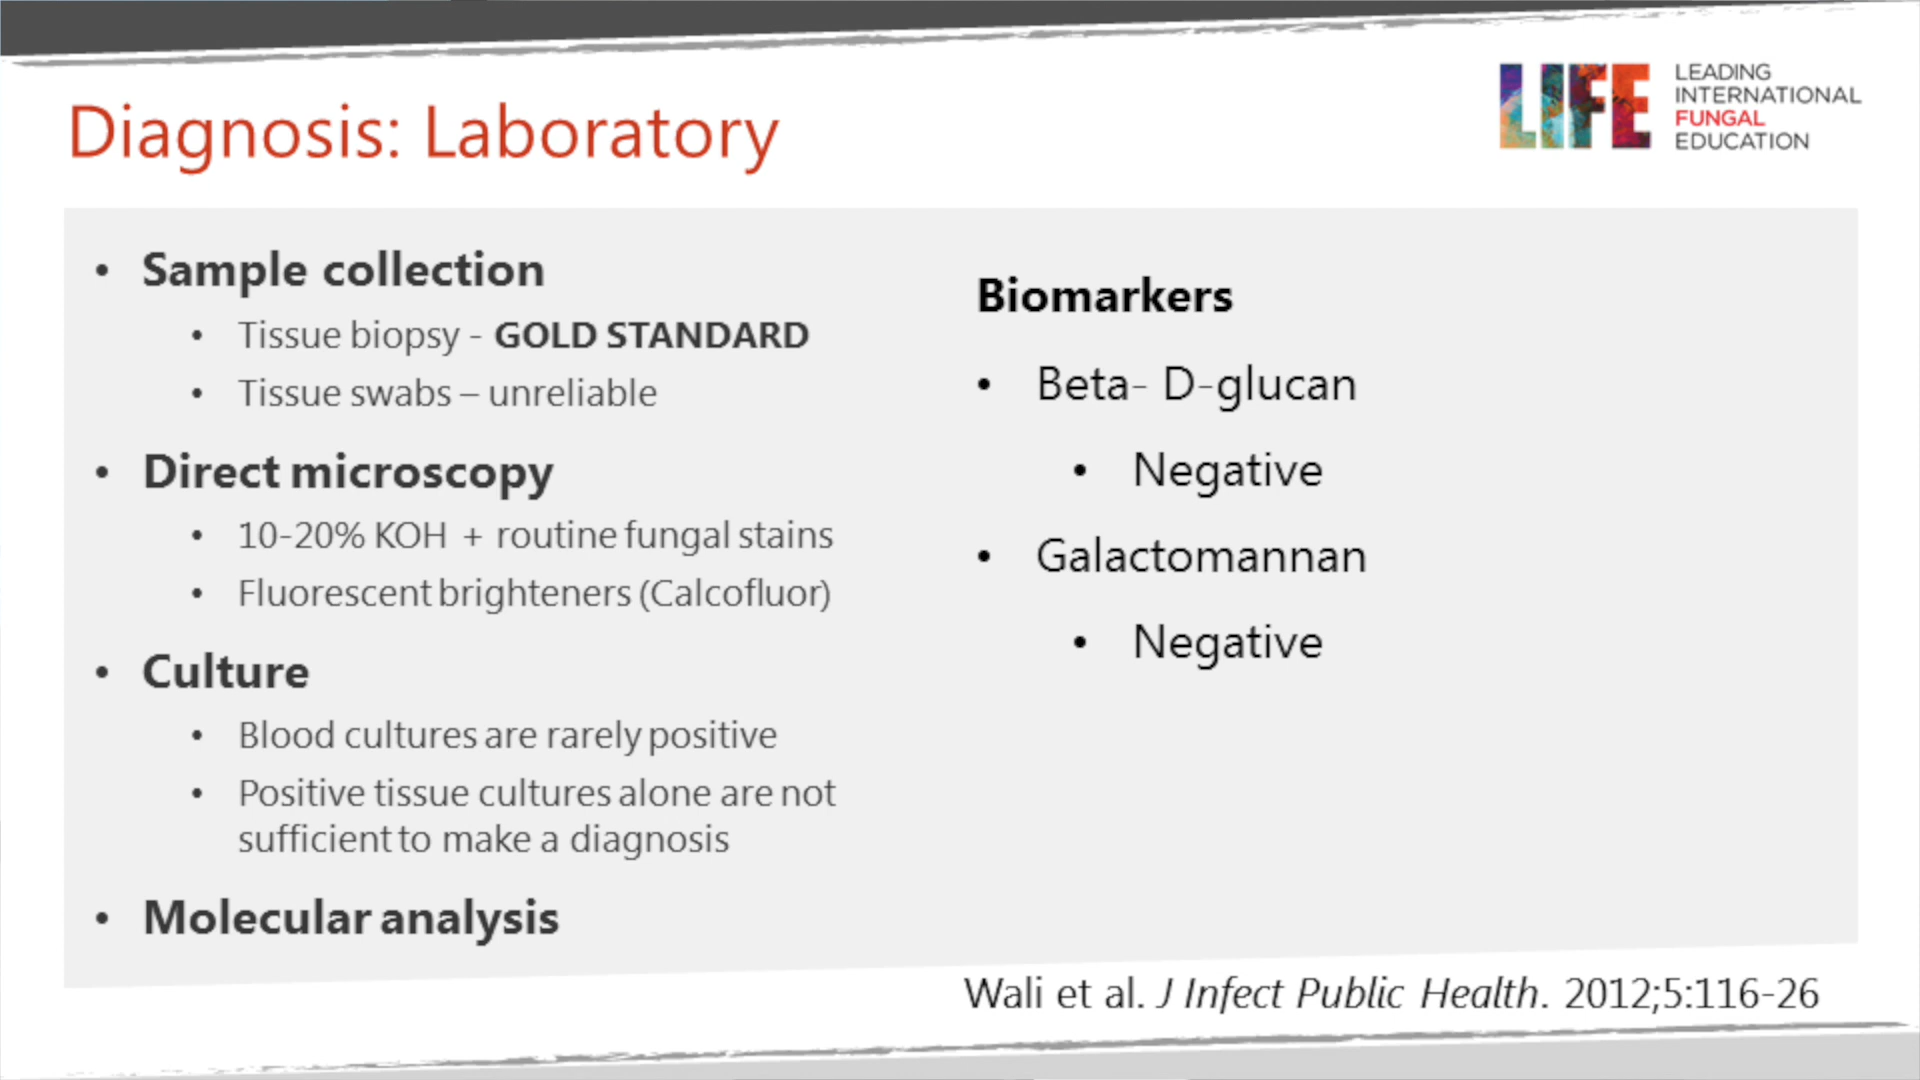 Diagnosis: Laboratory
LIFE
LEADING
INTERNATIONAL
FUNGAL
EDUCATION
• Sample collection
• Tissue biopsy - GOLD STANDARD
• Tissue swabs – unreliable
• Direct microscopy
• 10-20% KOH + routine fungal stains
• Fluorescent brighteners (Calcofluor)
• Culture
• Blood cultures are rarely positive
• Positive tissue cultures alone are not
sufficient to make a diagnosis
• Molecular analysis
Biomarkers
• Beta- D-glucan
• Negative
• Galactomannan
• Negative
Wali et al. J Infect Public Health. 2012;5:116-26